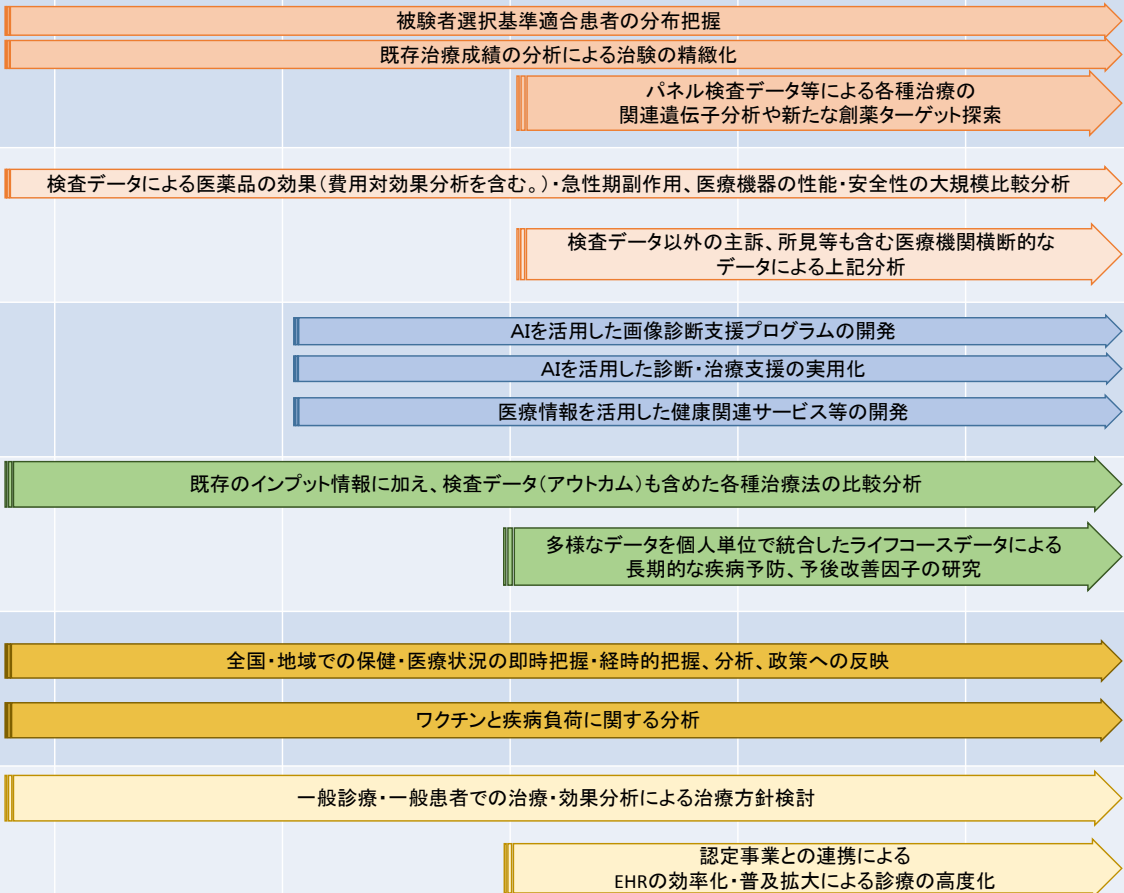 被験者選択基準適合患者の分布把握
既存治療成績の分析による治験の精緻化
パネル検査データ等による各種治療の
関連遺伝子分析や新たな創薬ターゲット探索
検査データによる医薬品の効果（費用対効果分析を含む。）・急性期副作用、医療機器の性能・安全性の大規模比較分析
検査データ以外の主訴、所見等も含む医療機関横断的な
データによる上記分析
AIを活用した画像診断支援プログラムの開発
AIを活用した診断・治療支援の実用化
医療情報を活用した健康関連サービス等の開発
既存のインプット情報に加え、検査データ（アウトカム）も含めた各種治療法の比較分析
多様なデータを個人単位で統合したライフコースデータによる
長期的な疾病予防、予後改善因子の研究
全国・地域での保健・医療状況の即時把握・経時的把握、分析、政策への反映
ワクチンと疾病負荷に関する分析
一般診療・一般患者での治療・効果分析による治療方針検討
認定事業との連携による
EHRの効率化・普及拡大による診療の高度化